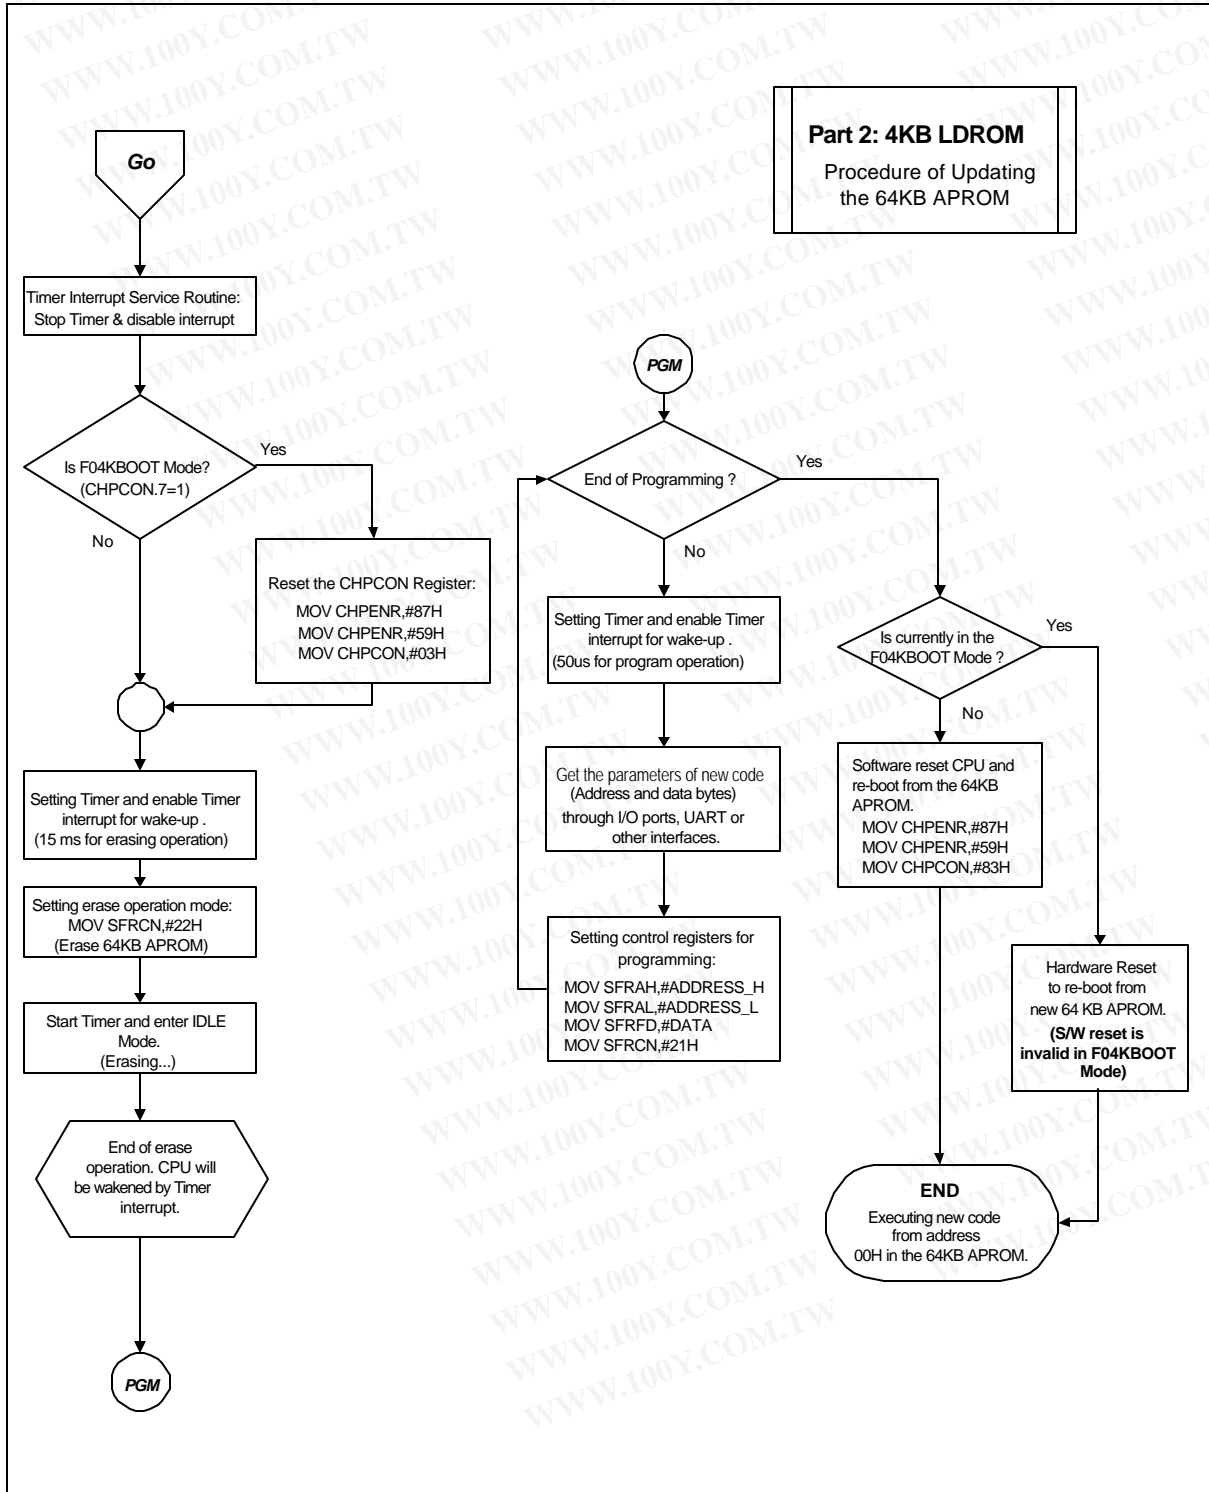 Part 2: 4KB LDROM
Procedure of Updating
the 64KB APROM
Go
Timer Interrupt Service Routine:
Stop Timer & disable interrupt
Is F04KBOOT Mode?
(CHPCON.7=1)
Yes
No
Reset the CHPCON Register:
MOV CHPENR,#87H
MOV CHPENR,#59H
MOV CHPCON,#03H
Setting Timer and enable Timer
interrupt for wake-up .
(15 ms for erasing operation)
Setting erase operation mode:
MOV SFRCN,#22H
(Erase 64KB APROM)
Start Timer and enter IDLE
Mode.
(Erasing...)
End of erase
operation. CPU will
be wakened by Timer
interrupt.
PGM
PGM
End of Programming ?
Yes
No
Setting Timer and enable Timer
interrupt for wake-up .
(50us for program operation)
Get the parameters of new code
(Address and data bytes)
through I/O ports, UART or
other interfaces.
Setting control registers for
programming:
MOV SFRAH,#ADDRESS_H
MOV SFRAL,#ADDRESS_L
MOV SFRFD,#DATA
MOV SFRCN,#21H
Is currently in the
F04KBOOT Mode ?
Yes
No
Software reset CPU and
re-boot from the 64KB
APROM.
MOV CHPENR,#87H
MOV CHPENR,#59H
MOV CHPCON,#83H
Hardware Reset
to re-boot from
new 64 KB APROM.
(S/W reset is
invalid in F04KBOOT
Mode)
END
Executing new code
from address
00H in the 64KB APROM.
WWW.100Y.COM.TW